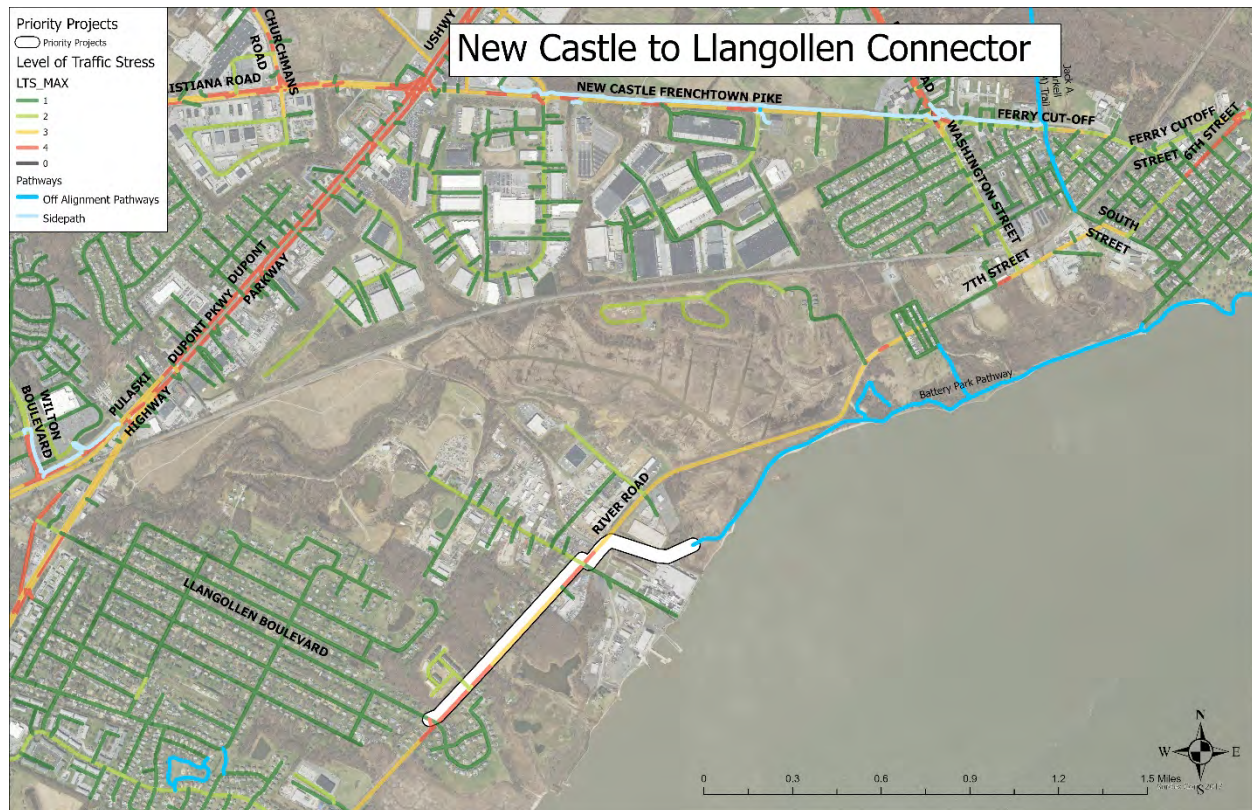 Priority Projects
Priority Projects
Level of Traffic Stress
LTS_MAX
1
2
3
4
0
Pathways
Off Alignment Pathways
Sidepath
New Castle to Llangollen Connector
CHURCHMANS
ROAD
USHWY
ISTIANA ROAD
NEW CASTLE FRENCHTOWN PIKE
AD
Jack A.
Trail
FERRY CUT-OFF
FERRY CUTOFF
STREET
6TH STREET
WASHINGTON STREET
SOUTH
STREET
7TH STREET
DUPONT
PARKWAY
DUPONT PKWY
PULASKI
HIGHWAY
WILTON
BOULEVARD
Battery Park Pathway
RIVER ROAD
LLANGOLLEN BOULEVARD
N
W
E
S
0
0.3
0.6
0.9
1.2
1.5 Miles